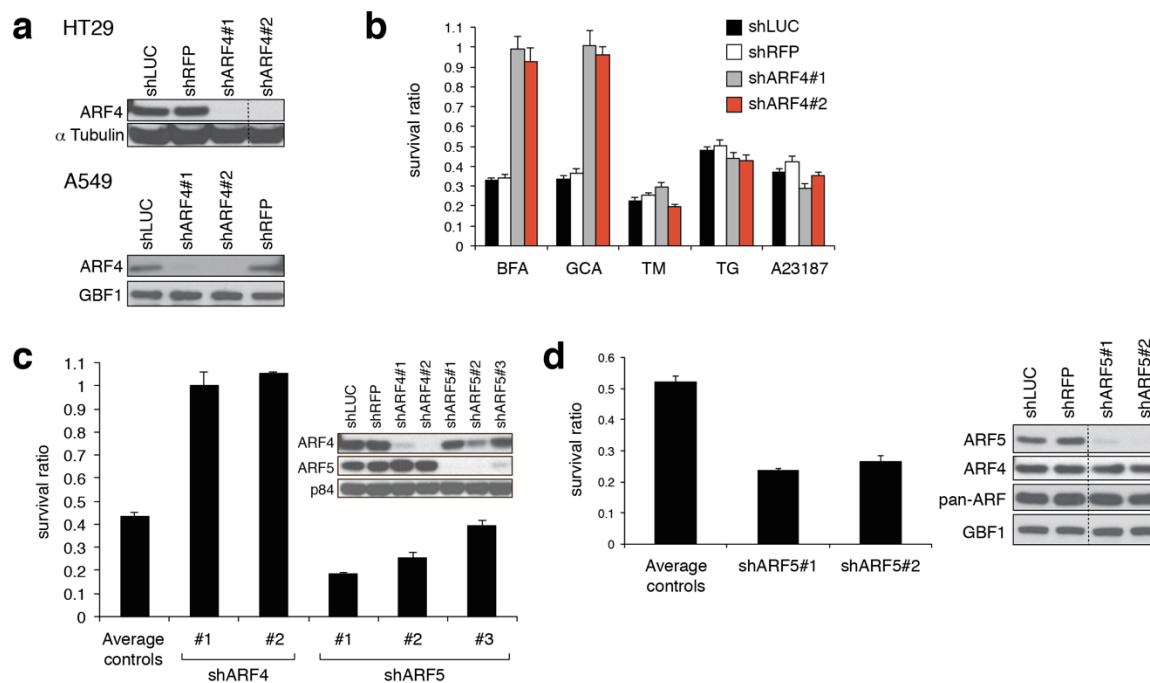 a
HT29
shLUC
shRFP
shARF4#1
shARF4#2
ARF4
α Tubulin
A549
shLUC
shARF4#1
shARF4#2
shRFP
ARF4
GBF1
b
survival ratio
1.1
1
0.9
0.8
0.7
0.6
0.5
0.4
0.3
0.2
0.1
0
BFA GCA TM TG A23187
shLUC
shRFP
shARF4#1
shARF4#2
c
survival ratio
1.1
1
0.9
0.8
0.7
0.6
0.5
0.4
0.3
0.2
0.1
0
Average
controls
#1 #2 #1 #2 #3
shARF4 shARF5
shLUC
shRFP
shARF4#1
shARF4#2
shARF5#1
shARF5#2
shARF5#3
ARF4
ARF5
p84
d
survival ratio
0.6
0.5
0.4
0.3
0.2
0.1
0
Average
controls
shARF5#1 shARF5#2
shLUC
shRFP
shARF5#1
shARF5#2
ARF5
ARF4
pan-ARF
GBF1